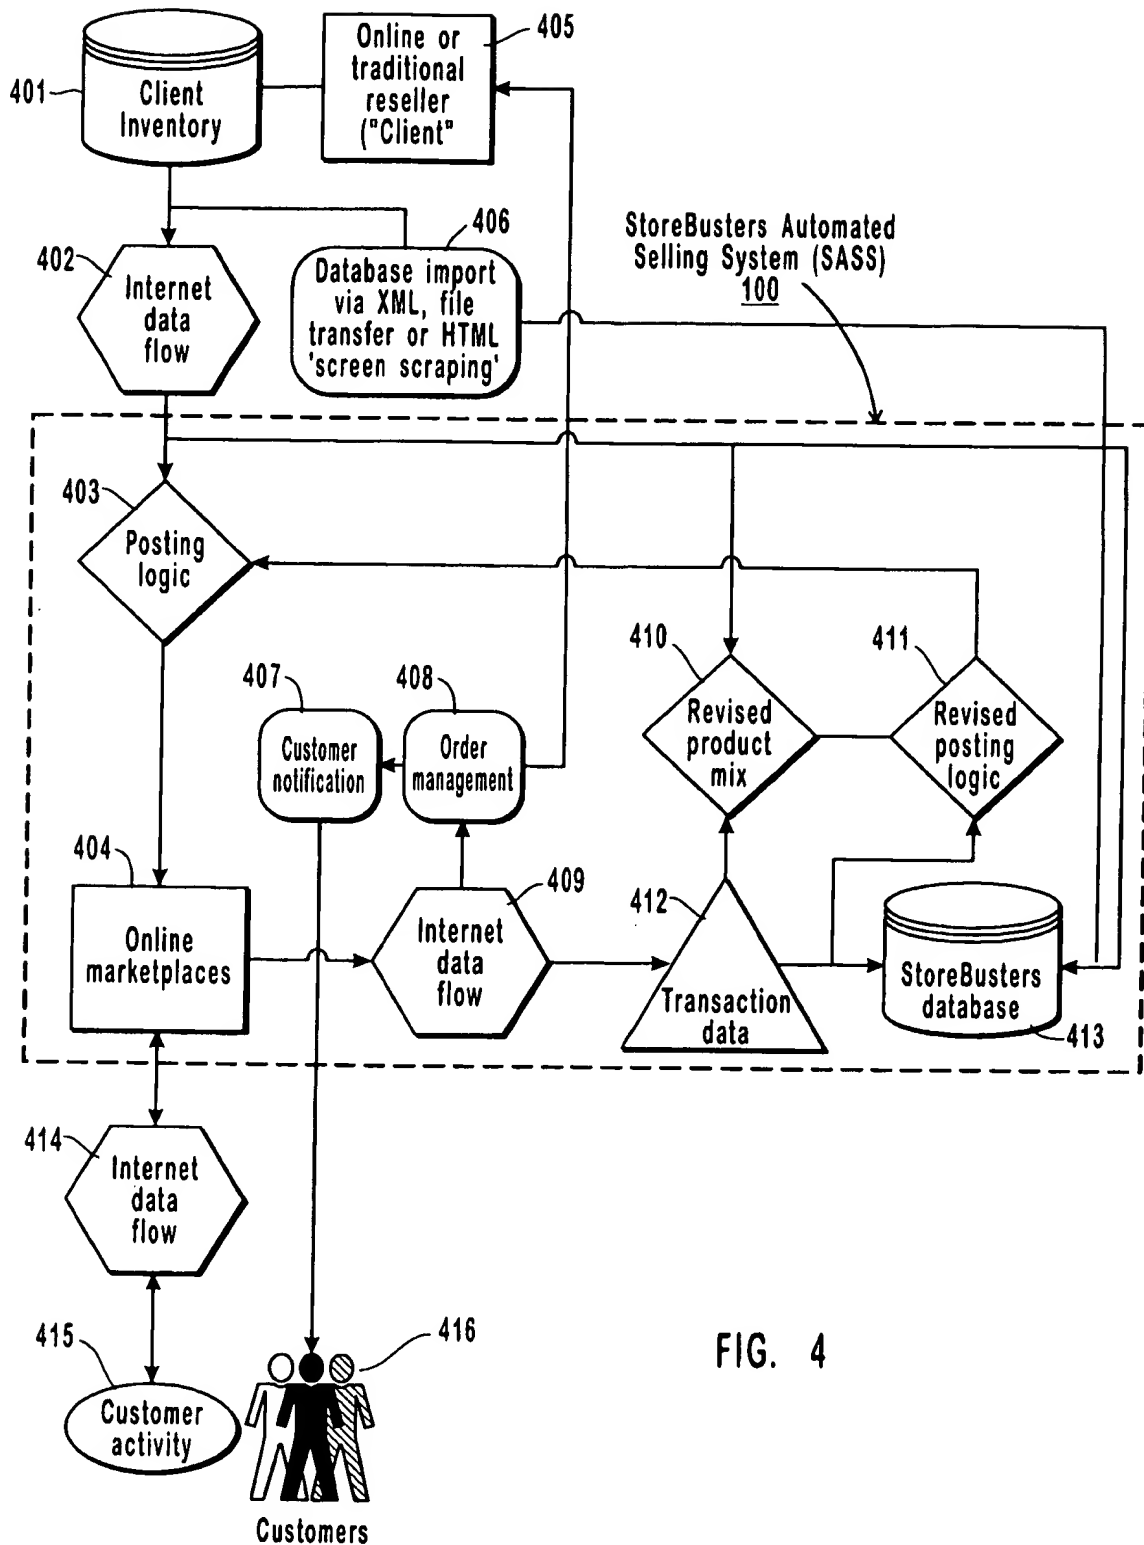 405
Online or
traditional
reseller
("Client"
401
Client
Inventory
406
StoreBusters Automated
Selling System (SASS)
100
402
Internet
data
flow
Database import
via XML, file
transfer or HTML
'screen scraping'
403
Posting
logic
410
411
407
408
Revised
product
mix
Revised
posting
logic
Customer
notification
Order
management
404
409
412
Online
marketplaces
Internet
data
flow
StoreBusters
database
Transaction
data
413
414
Internet
data
flow
415
416
FIG. 4
Customer
activity
Customers